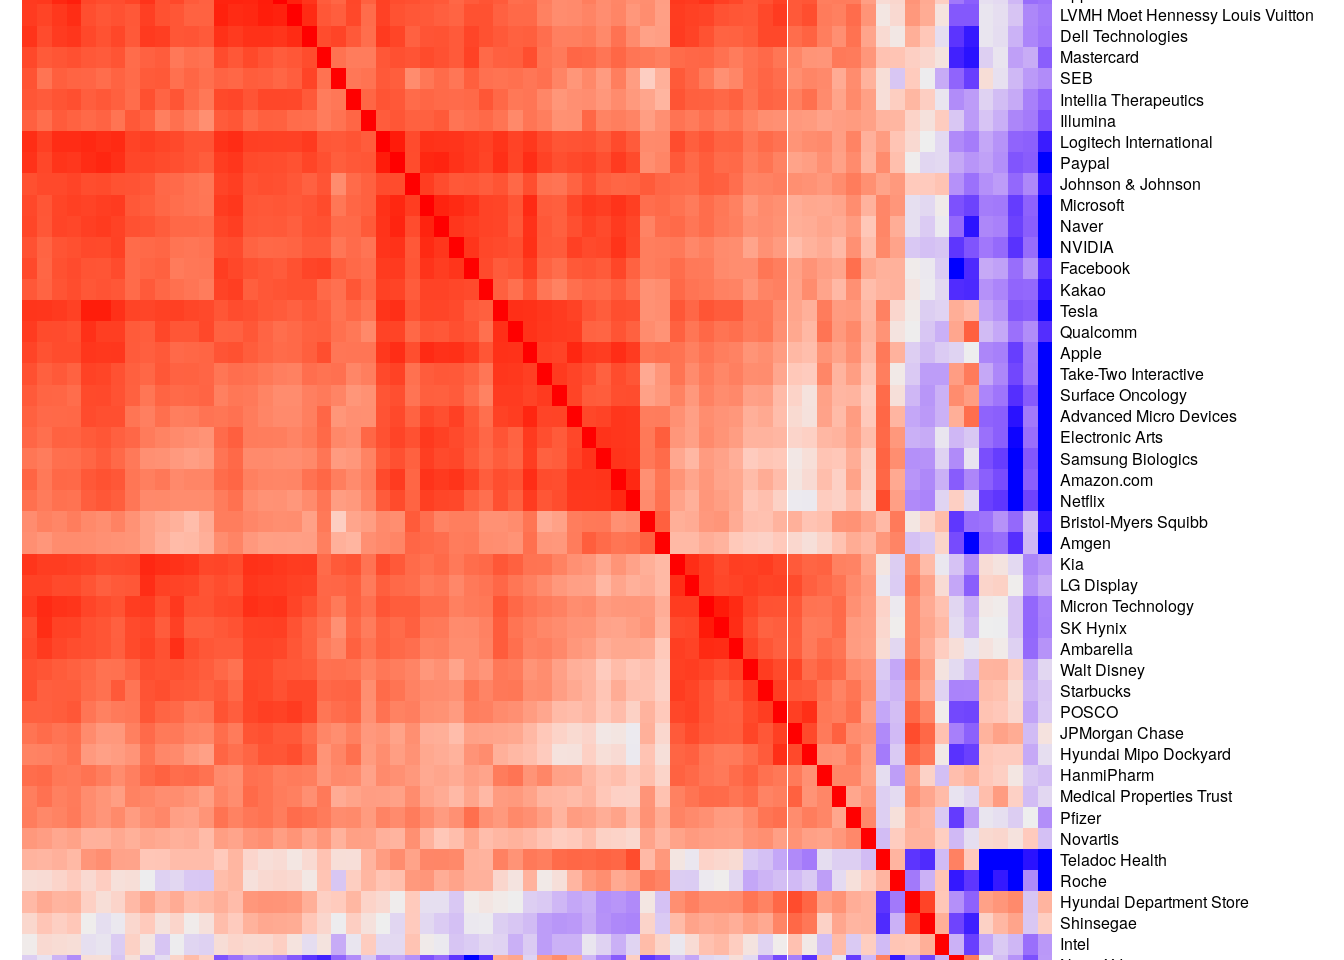 LVMH Moet Hennessy Louis Vuitton
Dell Technologies
Mastercard
SEB
Intellia Therapeutics
Illumina
Logitech International
Paypal
Johnson & Johnson
Microsoft
Naver
NVIDIA
Facebook
Kakao
Tesla
Qualcomm
Apple
Take-Two Interactive
Surface Oncology
Advanced Micro Devices
Electronic Arts
Samsung Biologics
Amazon.com
Netflix
Bristol-Myers Squibb
Amgen
Kia
LG Display
Micron Technology
SK Hynix
Ambarella
Walt Disney
Starbucks
POSCO
JPMorgan Chase
Hyundai Mipo Dockyard
HanmiPharm
Medical Properties Trust
Pfizer
Novartis
Teladoc Health
Roche
Hyundai Department Store
Shinsegae
Intel